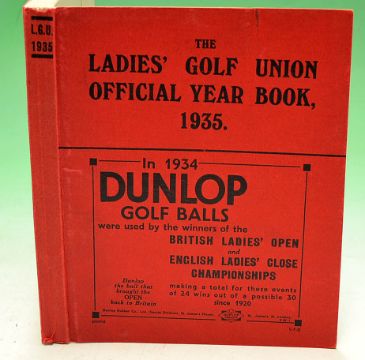 L.G.U.
1935
THE
LADIES' GOLF UNION
OFFICIAL YEAR BOOK,
1935.
In 1934
DUNLOP
GOLF BALLS
were used by the winners of the
BRITISH LADIES' OPEN
and
ENGLISH LADIES' CLOSE
CHAMPIONSHIPS
making a total for these events
of 24 wins out of a possible 30
since 1920
Dunlop
the ball that
brought the
OPEN
back to Britain